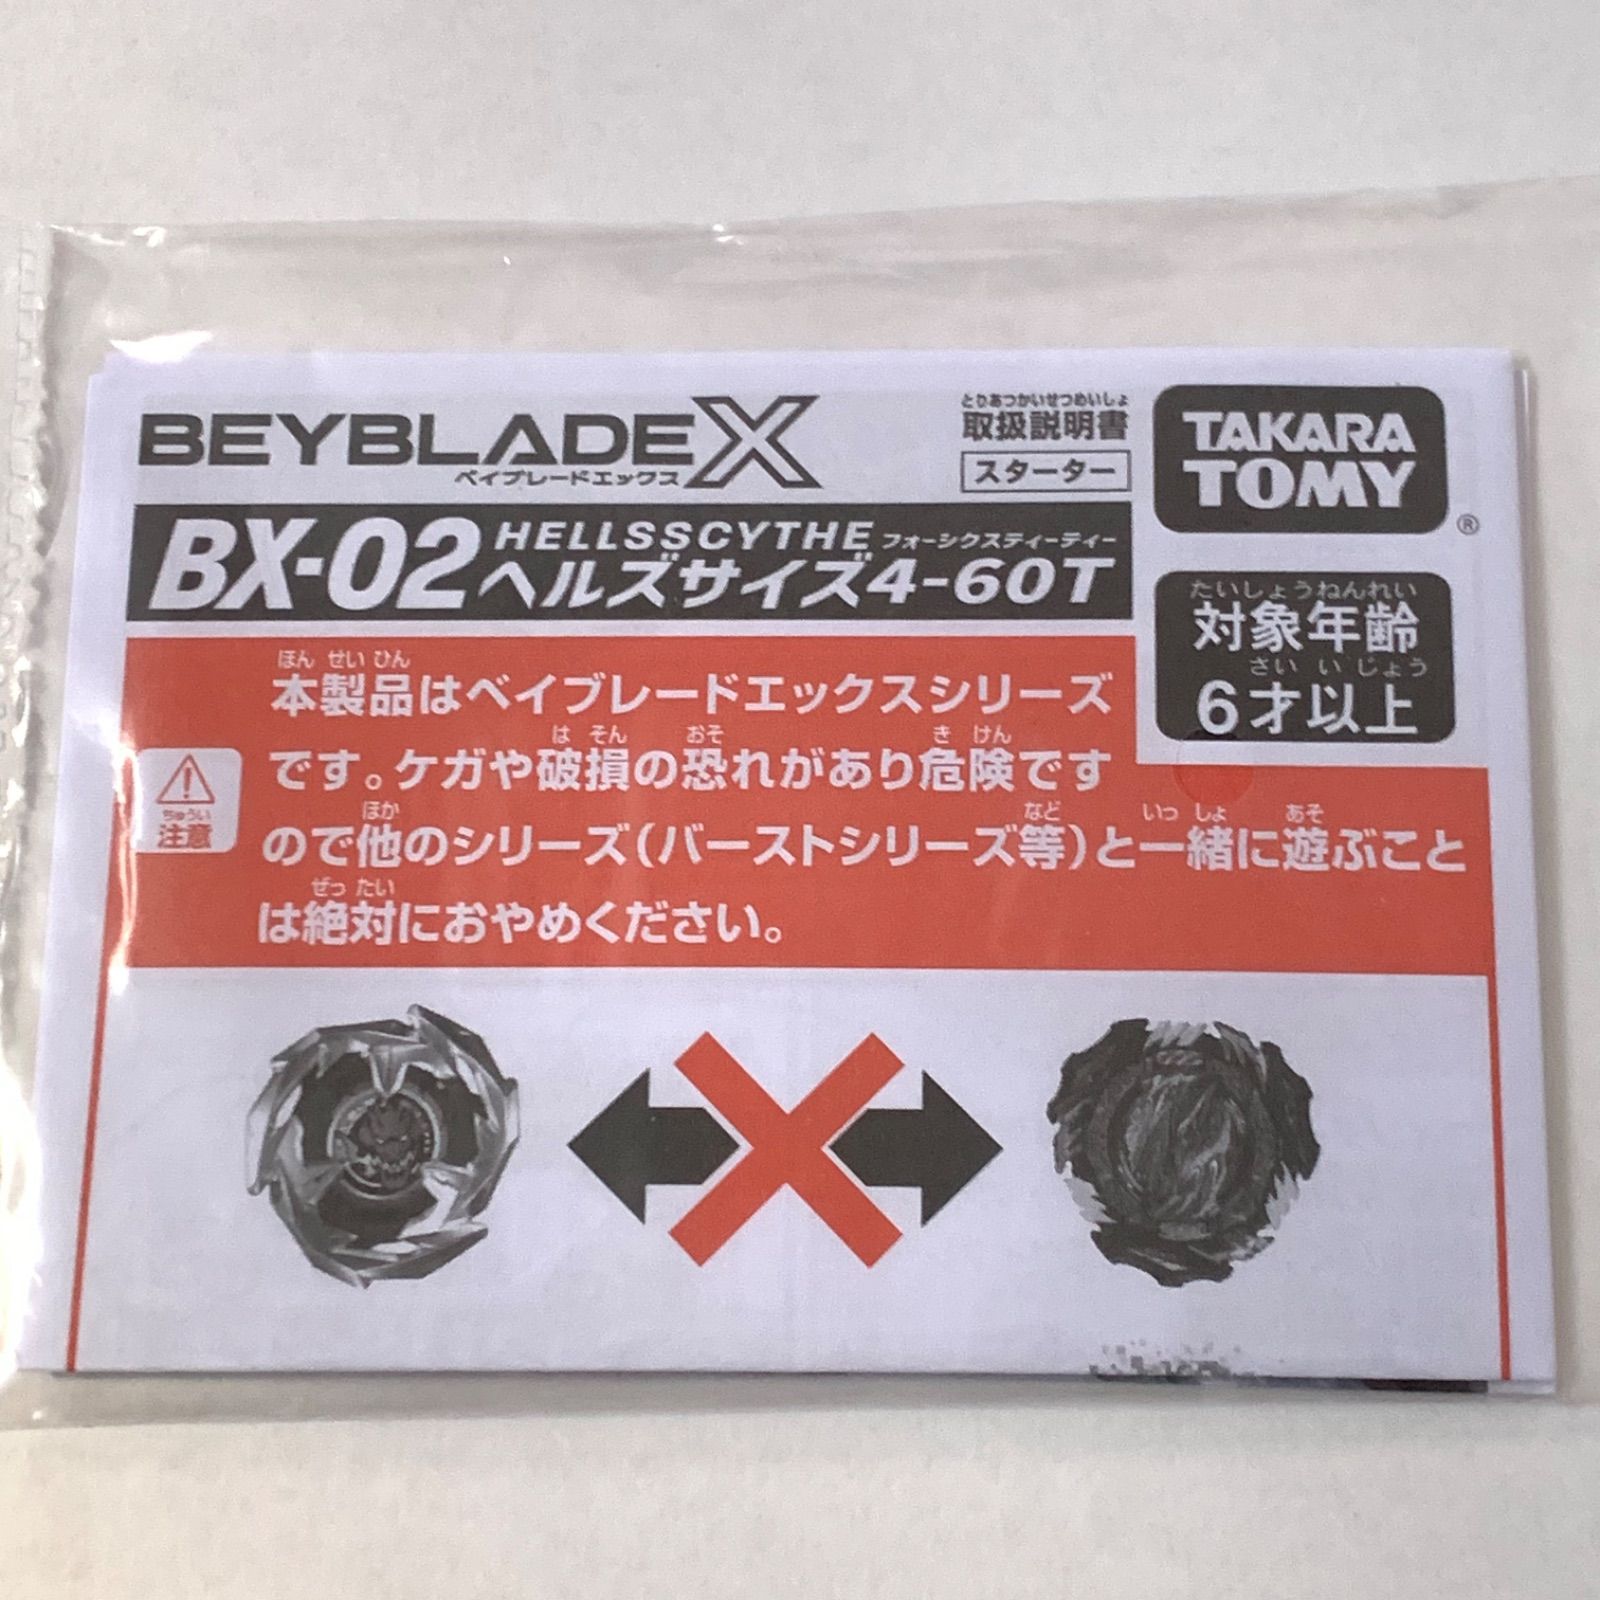 BEYBLADE X
ベイブレードエックス
とりあつかいせつめいしょ
取扱説明書
スターター
TAKARA
TOMY
®
BX-02
HELLSSCYTHE フォーシクスティーティー
ヘルズサイズ4-60T
たいしょうねんれい
対象年齢
さいいじょう
6才以上
ちゅうい
注意
ほん せい ひん
本製品はベイブレードエックスシリーズ
は そん おそ き けん
です。ケガや破損の恐れがあり危険です
ほか など いっ しょ あそ
ので他のシリーズ(バーストシリーズ等)と一緒に遊ぶこと
ぜっ たい
は絶対におやめください。